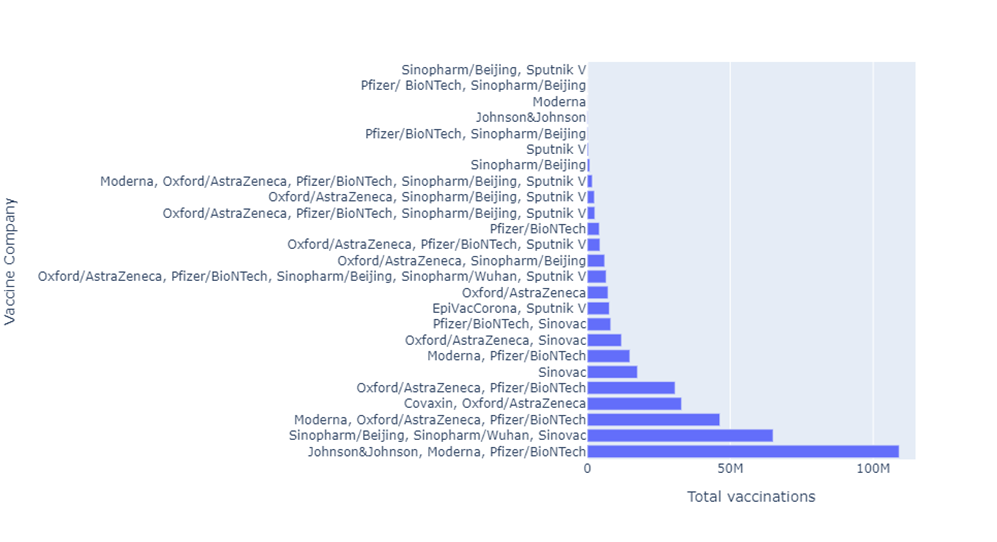 Vaccine Company
Sinopharm/Beijing, Sputnik V
Pfizer/ BioNTech, Sinopharm/Beijing
Moderna
Johnson&Johnson
Pfizer/BioNTech, Sinopharm/Beijing
Sputnik V
Sinopharm/Beijing
Moderna, Oxford/AstraZeneca, Pfizer/BioNTech, Sinopharm/Beijing, Sputnik V
Oxford/AstraZeneca, Sinopharm/Beijing, Sputnik V
Oxford/AstraZeneca, Pfizer/BioNTech, Sinopharm/Beijing, Sputnik V
Pfizer/BioNTech
Oxford/AstraZeneca, Pfizer/BioNTech, Sputnik V
Oxford/AstraZeneca, Sinopharm/Beijing
Oxford/AstraZeneca, Pfizer/BioNTech, Sinopharm/Beijing, Sinopharm/Wuhan, Sputnik V
Oxford/AstraZeneca
EpiVacCorona, Sputnik V
Pfizer/BioNTech, Sinovac
Oxford/AstraZeneca, Sinovac
Moderna, Pfizer/BioNTech
Sinovac
Oxford/AstraZeneca, Pfizer/BioNTech
Covaxin, Oxford/AstraZeneca
Moderna, Oxford/AstraZeneca, Pfizer/BioNTech
Sinopharm/Beijing, Sinopharm/Wuhan, Sinovac
Johnson&Johnson, Moderna, Pfizer/BioNTech
0 50M 100M
Total vaccinations